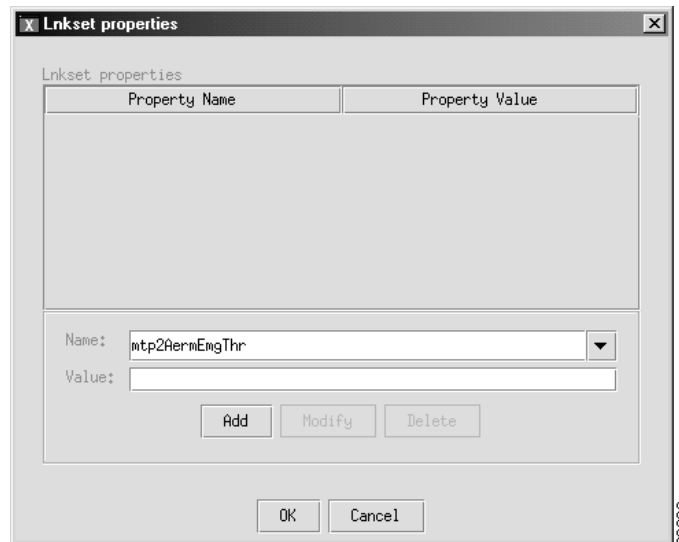 X Lnkset properties
Lnkset properties
Property Name Property Value
Name: mtp2AermEmgThr
Value:
Add Modify Delete
OK Cancel